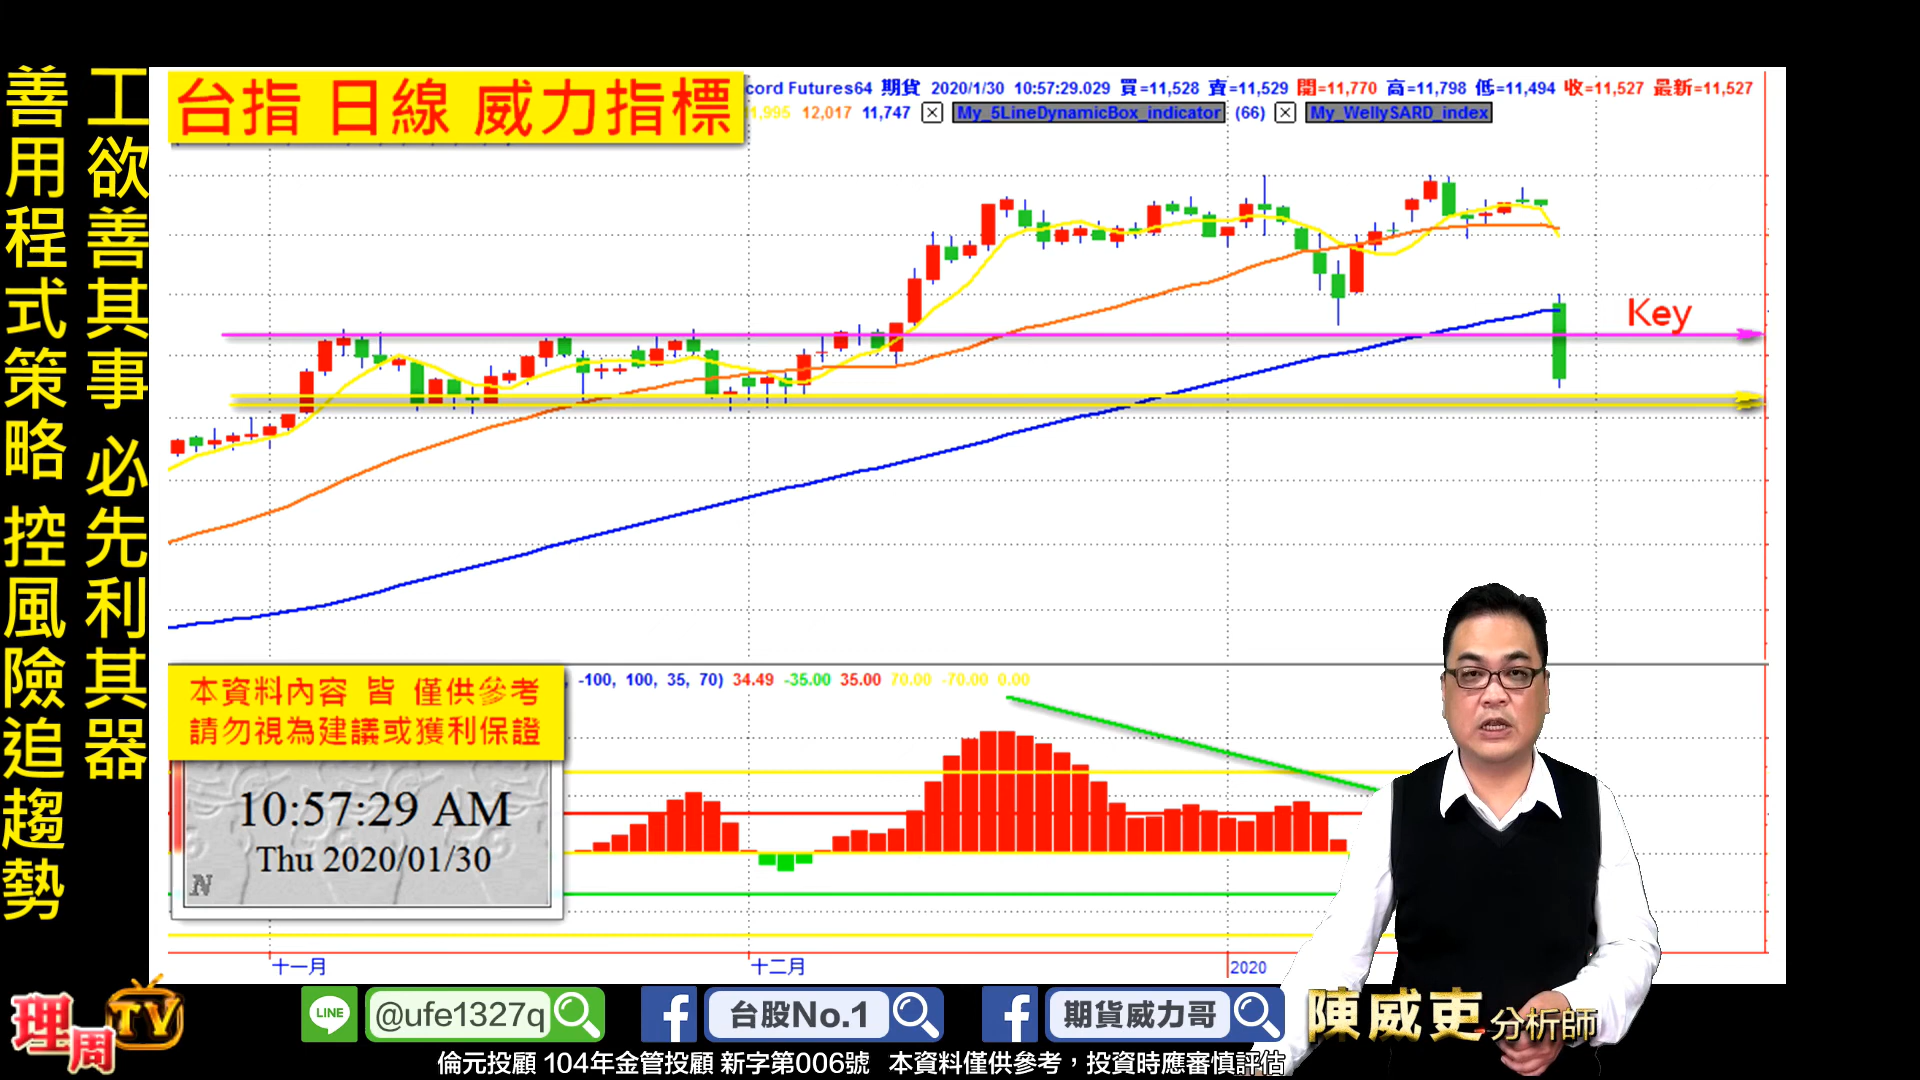 工欲善其事 必先利其器
善用程式策略 控風險追趨勢
台指 日線 威力指標
cord Futures64 期貨 2020/1/30 10:57:29.029 買=11,528 賣=11,529 開=11,770 高=11,798 低=11,494 收=11,527 最新=11,527
1,995 12,017 11,747 My_5LineDynamicBox_indicator (66) My_WellySARD_index
Key
-100, 100, 35, 70) 34.49 -35.00 35.00 70.00 -70.00 0.00
本資料內容 皆 僅供參考
請勿視為建議或獲利保證
10:57:29 AM
Thu 2020/01/30
N
十一月 十二月 2020
理周TV
LINE @ufe1327q 台股No.1 期貨威力哥
陳威吏 分析師
倫元投顧 104年金管投顧 新字第006號 本資料僅供參考，投資時應審慎評估